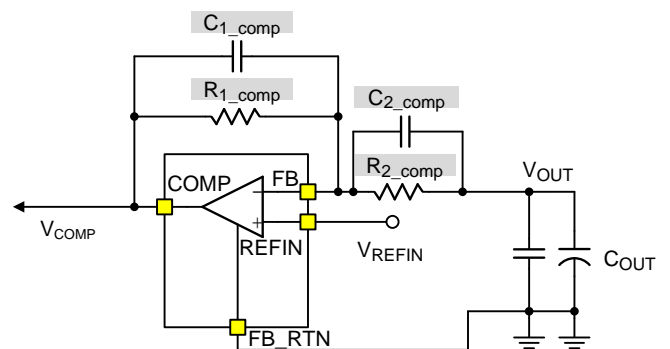 C1_comp
R1_comp
C2_comp
R2_comp
COMP
FB
VOUT
VCOMP
REFIN
VREFIN
COUT
FB_RTN